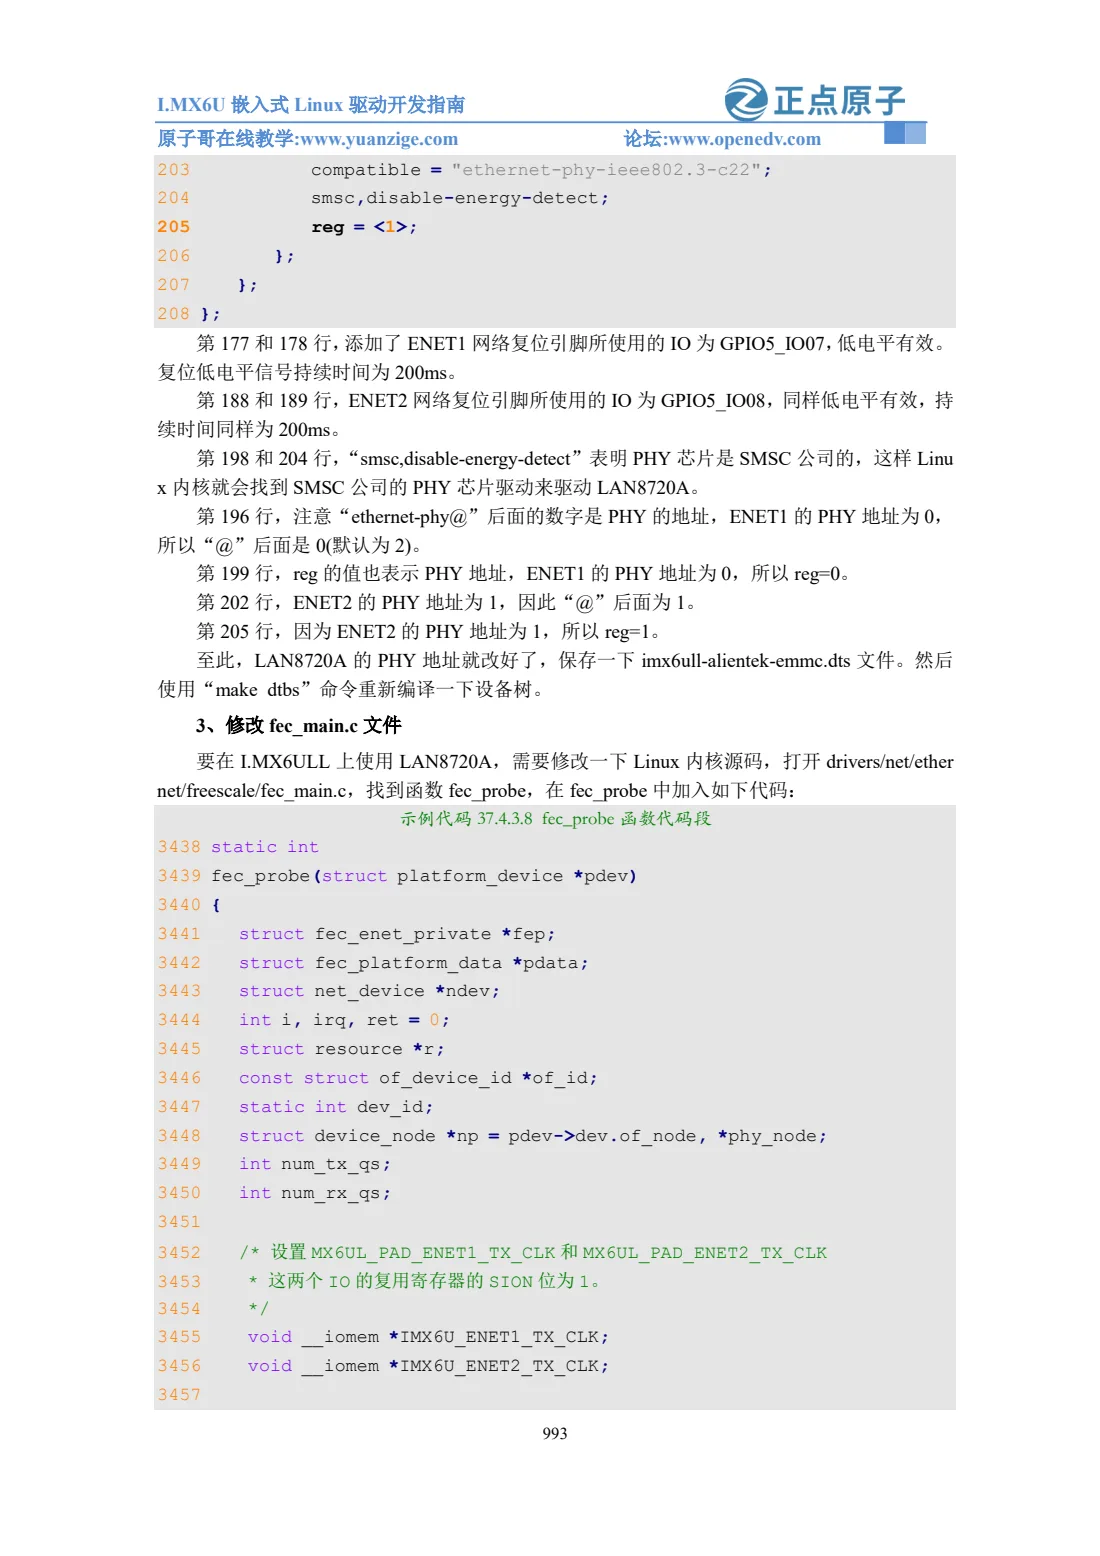 I.MX6U 嵌入式 Linux 驱动开发指南
正点原子
原子哥在线教学:www.yuanzige.com 论坛:www.openedv.com
203 compatible = "ethernet-phy-ieee802.3-c22";
204 smsc,disable-energy-detect;
205 reg = <1>;
206 };
207 };
208 };
第 177 和 178 行，添加了 ENET1 网络复位引脚所使用的 IO 为 GPIO5_IO07，低电平有效。
复位低电平信号持续时间为 200ms。
第 188 和 189 行，ENET2 网络复位引脚所使用的 IO 为 GPIO5_IO08，同样低电平有效，持
续时间同样为 200ms。
第 198 和 204 行，“smsc,disable-energy-detect”表明 PHY 芯片是 SMSC 公司的，这样 Linu
x 内核就会找到 SMSC 公司的 PHY 芯片驱动来驱动 LAN8720A。
第 196 行，注意“ethernet-phy@”后面的数字是 PHY 的地址，ENET1 的 PHY 地址为 0，
所以“@”后面是 0(默认为 2)。
第 199 行，reg 的值也表示 PHY 地址，ENET1 的 PHY 地址为 0，所以 reg=0。
第 202 行，ENET2 的 PHY 地址为 1，因此“@”后面为 1。
第 205 行，因为 ENET2 的 PHY 地址为 1，所以 reg=1。
至此，LAN8720A 的 PHY 地址就改好了，保存一下 imx6ull-alientek-emmc.dts 文件。然后
使用“make dtbs”命令重新编译一下设备树。
3、修改 fec_main.c 文件
要在 I.MX6ULL 上使用 LAN8720A，需要修改一下 Linux 内核源码，打开 drivers/net/ether
net/freescale/fec_main.c，找到函数 fec_probe，在 fec_probe 中加入如下代码：
示例代码 37.4.3.8 fec_probe 函数代码段
3438 static int
3439 fec_probe(struct platform_device *pdev)
3440 {
3441 struct fec_enet_private *fep;
3442 struct fec_platform_data *pdata;
3443 struct net_device *ndev;
3444 int i, irq, ret = 0;
3445 struct resource *r;
3446 const struct of_device_id *of_id;
3447 static int dev_id;
3448 struct device_node *np = pdev->dev.of_node, *phy_node;
3449 int num_tx_qs;
3450 int num_rx_qs;
3451
3452 /* 设置 MX6UL_PAD_ENET1_TX_CLK 和 MX6UL_PAD_ENET2_TX_CLK
3453 * 这两个 IO 的复用寄存器的 SION 位为 1。
3454 */
3455 void __iomem *IMX6U_ENET1_TX_CLK;
3456 void __iomem *IMX6U_ENET2_TX_CLK;
3457
993